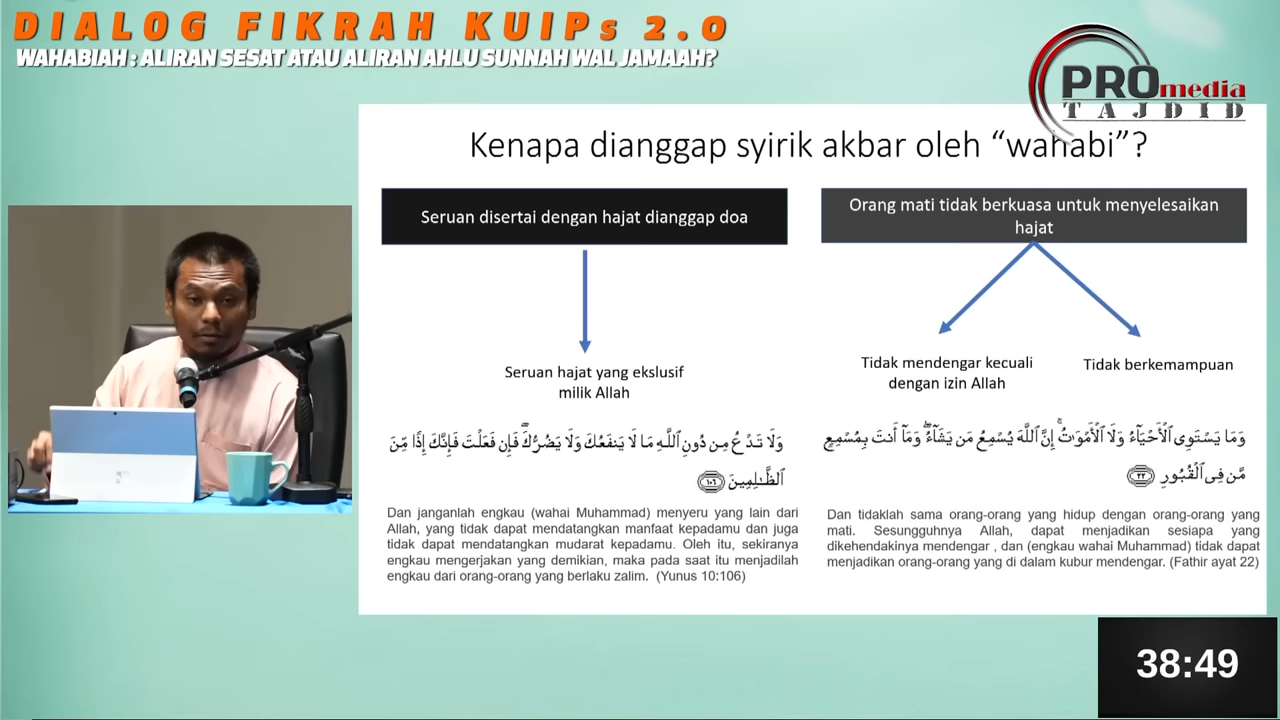 DIALOG FIKRAH KUIPs 2.0
WAHABIAH : ALIRAN SESAT ATAU ALIRAN AHLU SUNNAH WAL JAMAAH?
PROmedia
TAJDID
Kenapa dianggap syirik akbar oleh “wahabi”?
Seruan disertai dengan hajat dianggap doa
Seruan hajat yang ekslusif
milik Allah
وَلَا تَدْعُ مِن دُونِ ٱللَّهِ مَا لَا يَنفَعُكَ وَلَا يَضُرُّكَ ۖ فَإِن فَعَلْتَ فَإِنَّكَ إِذًا مِّنَ
ٱلظَّـٰلِمِينَ ١٠٦
Dan janganlah engkau (wahai Muhammad) menyeru yang lain dari
Allah, yang tidak dapat mendatangkan manfaat kepadamu dan juga
tidak dapat mendatangkan mudarat kepadamu. Oleh itu, sekiranya
engkau mengerjakan yang demikian, maka pada saat itu menjadilah
engkau dari orang-orang yang berlaku zalim. (Yunus 10:106)
Orang mati tidak berkuasa untuk menyelesaikan
hajat
Tidak mendengar kecuali
dengan izin Allah
Tidak berkemampuan
وَمَا يَسْتَوِى ٱلْأَحْيَآءُ وَلَا ٱلْأَمْوَٰتُ ۚ إِنَّ ٱللَّهَ يُسْمِعُ مَن يَشَآءُ ۖ وَمَآ أَنتَ بِمُسْمِعٍ
مَّن فِى ٱلْقُبُورِ ٢٢
Dan tidaklah sama orang-orang yang hidup dengan orang-orang yang
mati. Sesungguhnya Allah, dapat menjadikan sesiapa yang
dikehendakinya mendengar , dan (engkau wahai Muhammad) tidak dapat
menjadikan orang-orang yang di dalam kubur mendengar. (Fathir ayat 22)
38:49